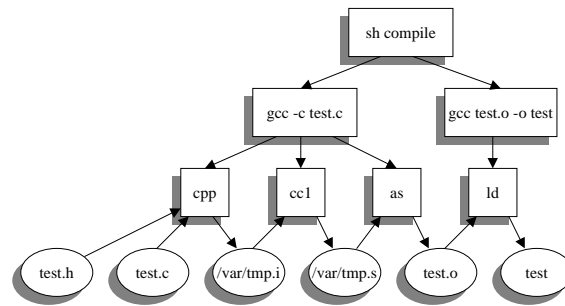 sh compile
gcc -c test.c
gcc test.o -o test
cpp
cc1
as
ld
test.h
test.c
/var/tmp.i
/var/tmp.s
test.o
test